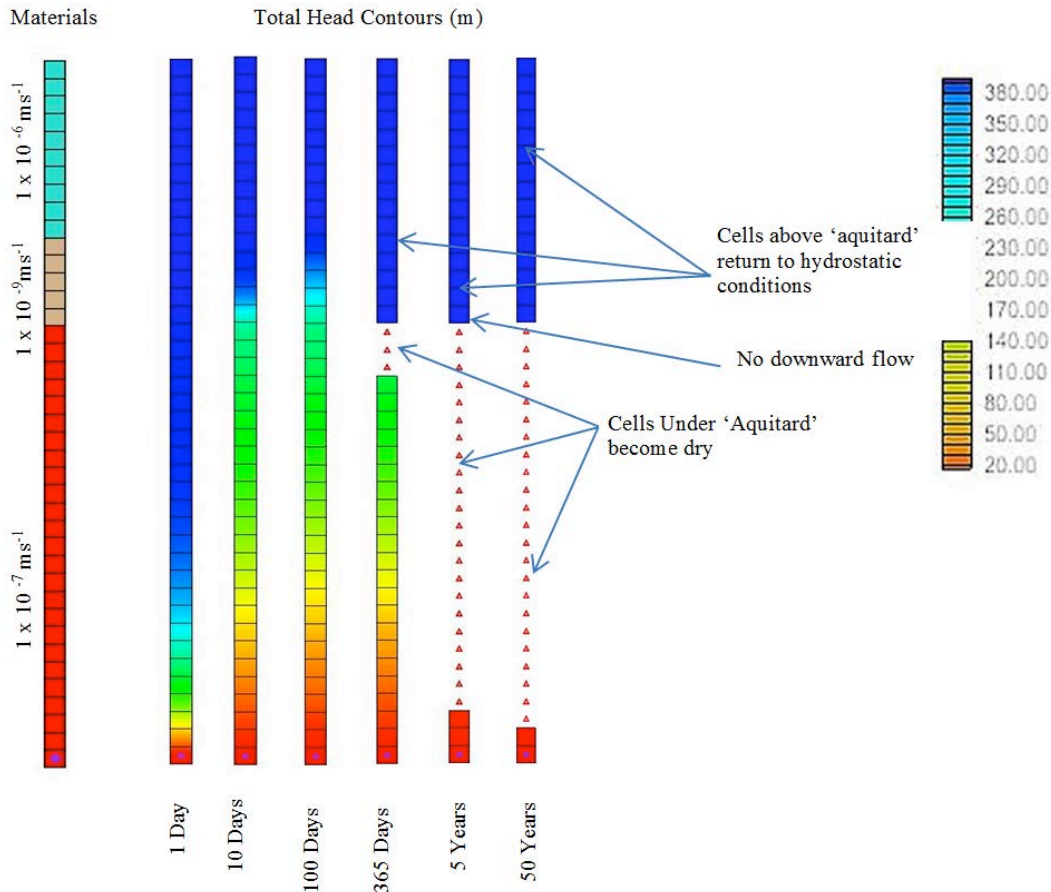 Materials
Total Head Contours (m)
1 x 10 -6 ms-1
1 x 10 -9ms-1
1 x 10 -7 ms-1
380.00
350.00
320.00
290.00
260.00
230.00
200.00
170.00
140.00
110.00
80.00
50.00
20.00
Cells above ‘aquitard’
return to hydrostatic
conditions
No downward flow
Cells Under ‘Aquitard’
become dry
1 Day
10 Days
100 Days
365 Days
5 Years
50 Years